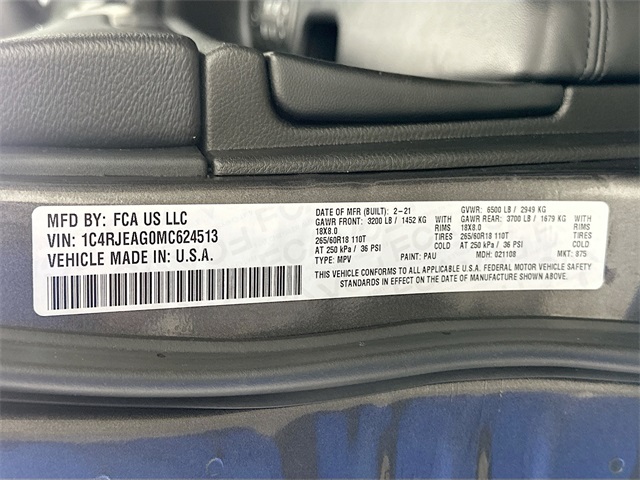 MFD BY: FCA US LLC
VIN: 1C4RJEAG0MC624513
VEHICLE MADE IN: U.S.A.
DATE OF MFR (BUILT): 2-21 GVWR: 6500 LB / 2949 KG
GAWR FRONT: 3200 LB / 1452 KG WITH GAWR REAR: 3700 LB / 1679 KG WITH
18X8.0 RIMS 18X8.0 RIMS
265/60R18 110T TIRES 265/60R18 110T TIRES
AT 250 kPa / 36 PSI COLD AT 250 kPa / 36 PSI COLD
TYPE: MPV PAINT: PAU MDH: 021108 MKT: 875
THIS VEHICLE CONFORMS TO ALL APPLICABLE U.S.A. FEDERAL MOTOR VEHICLE SAFETY
STANDARDS IN EFFECT ON THE DATE OF MANUFACTURE SHOWN ABOVE.